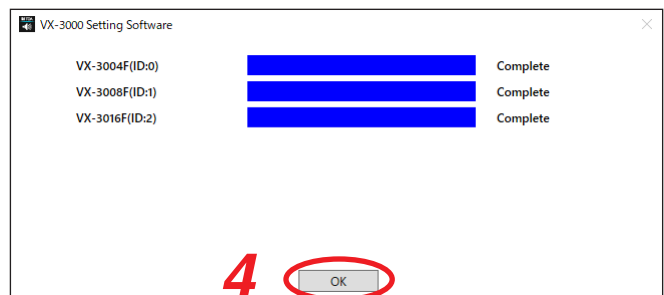 VX-3000 Setting Software
VX-3004F(ID:0) Complete
VX-3008F(ID:1) Complete
VX-3016F(ID:2) Complete
4 OK